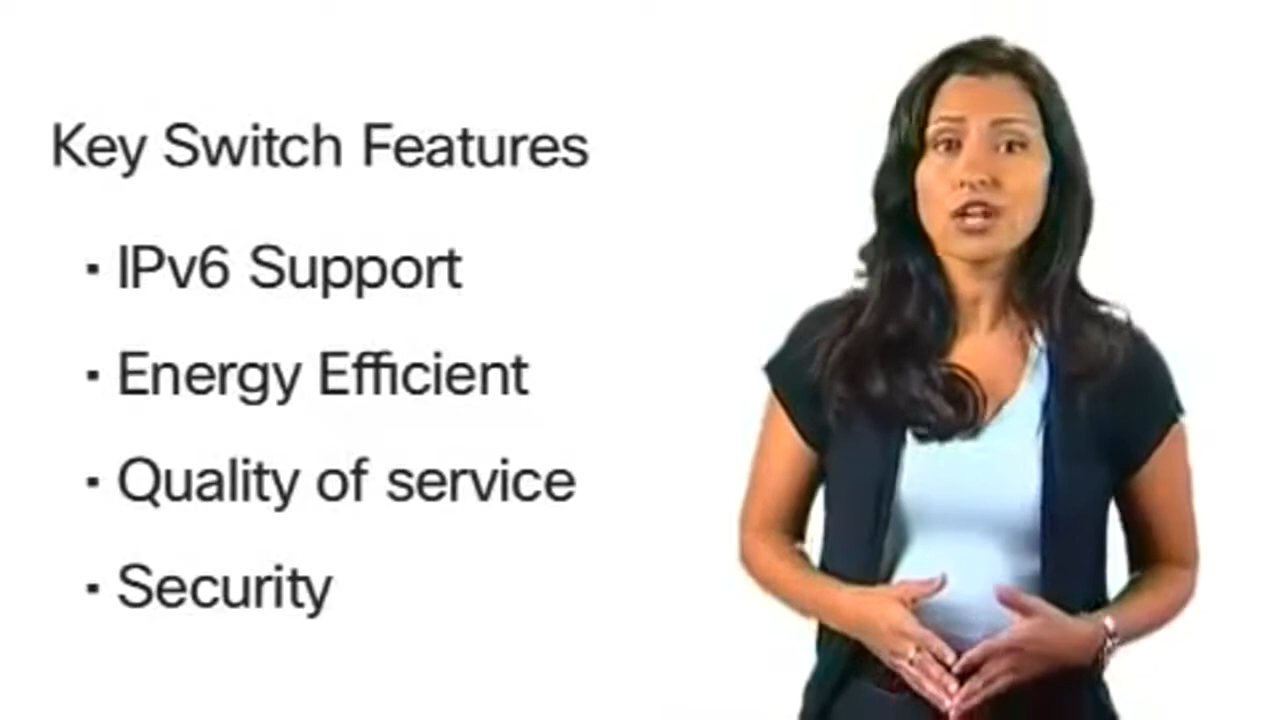 Key Switch Features
▪ IPv6 Support
▪ Energy Efficient
▪ Quality of service
▪ Security